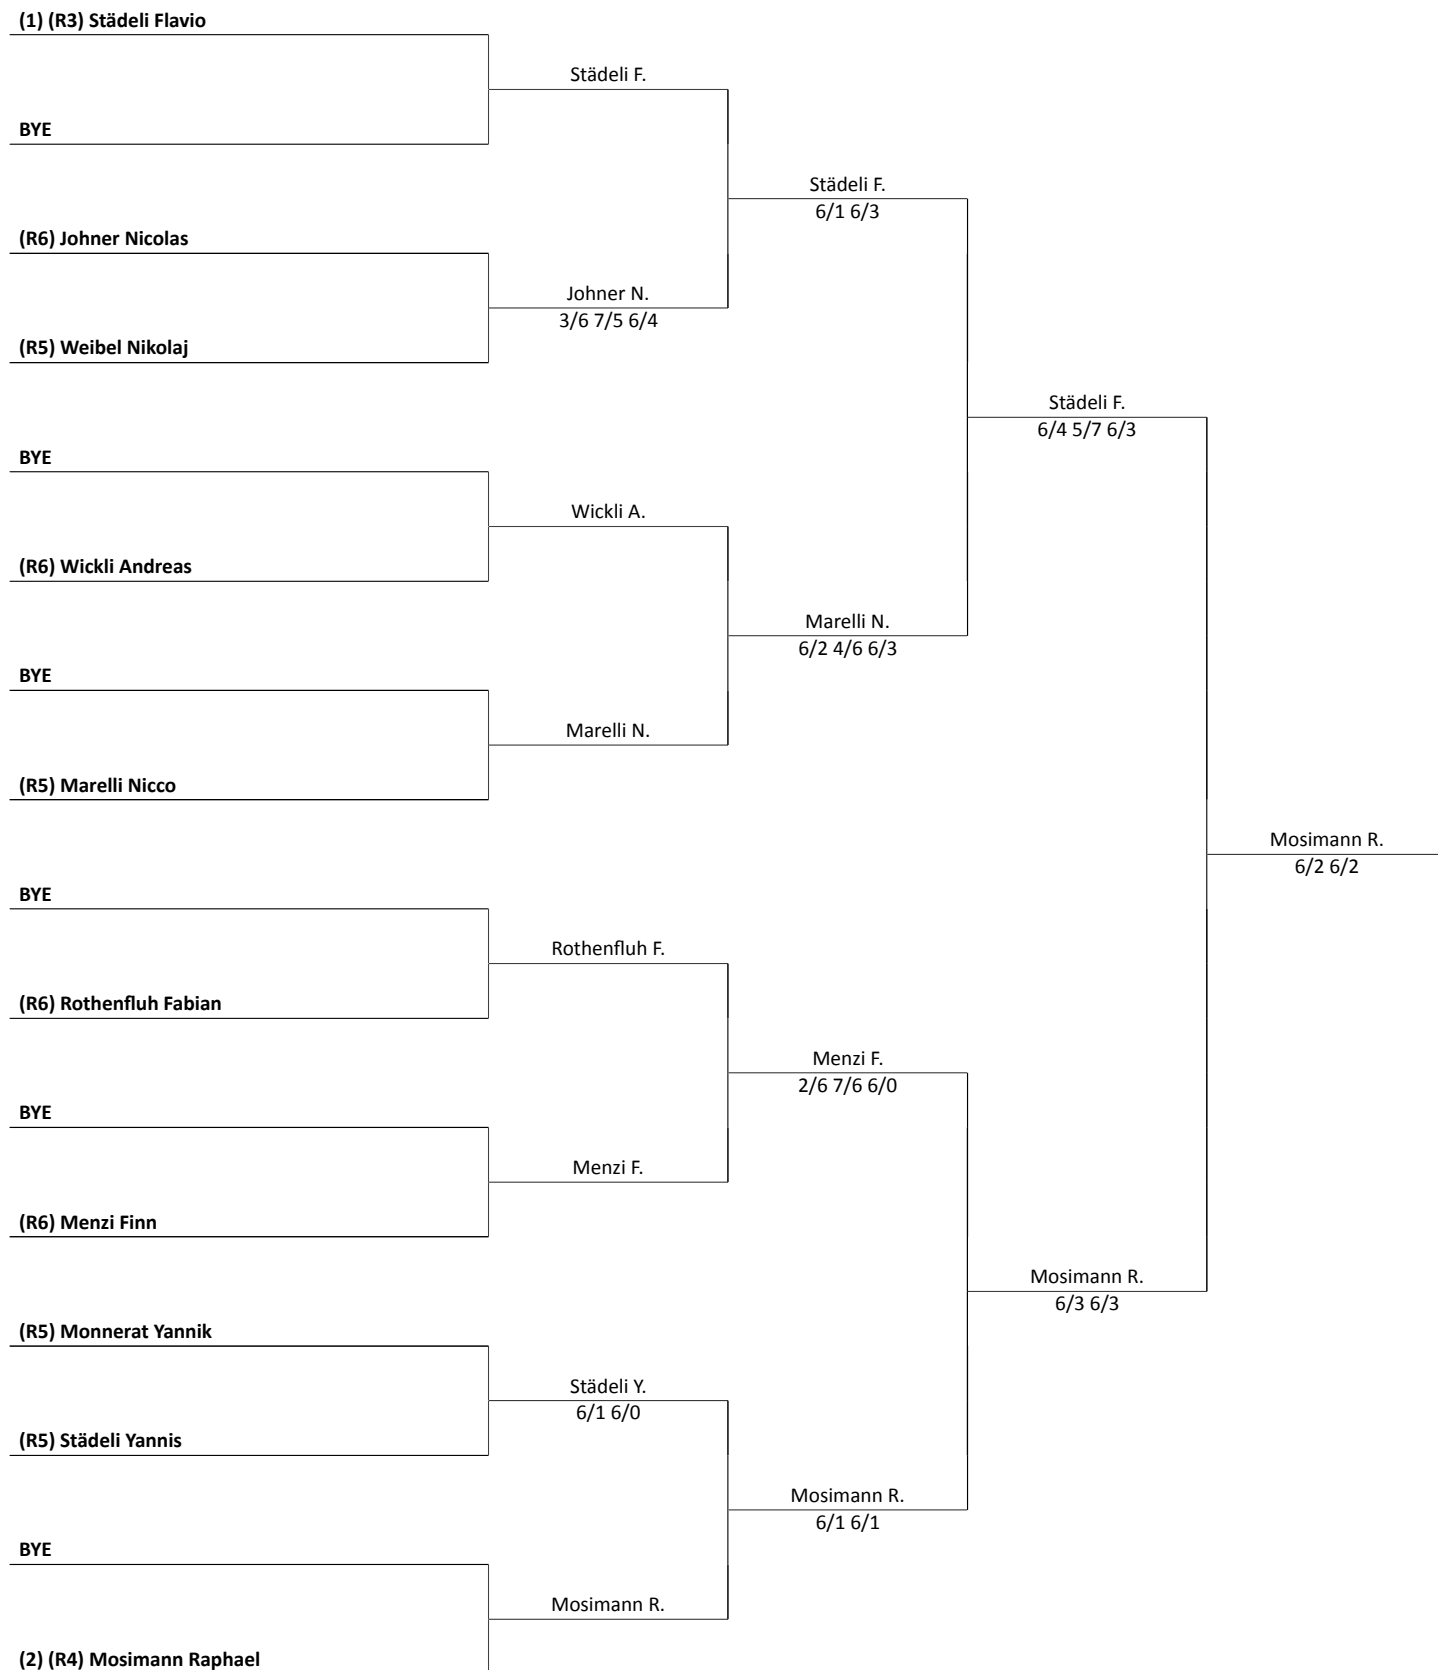 (1) (R3) Städeli Flavio
Städeli F.
BYE
Städeli F.
6/1 6/3
(R6) Johner Nicolas
Johner N.
3/6 7/5 6/4
(R5) Weibel Nikolaj
Städeli F.
6/4 5/7 6/3
BYE
Wickli A.
(R6) Wickli Andreas
Marelli N.
6/2 4/6 6/3
BYE
Marelli N.
(R5) Marelli Nicco
Mosimann R.
6/2 6/2
BYE
Rothenfluh F.
(R6) Rothenfluh Fabian
Menzi F.
2/6 7/6 6/0
BYE
Menzi F.
(R6) Menzi Finn
Mosimann R.
6/3 6/3
(R5) Monnerat Yannik
Städeli Y.
6/1 6/0
(R5) Städeli Yannis
Mosimann R.
6/1 6/1
BYE
Mosimann R.
(2) (R4) Mosimann Raphael